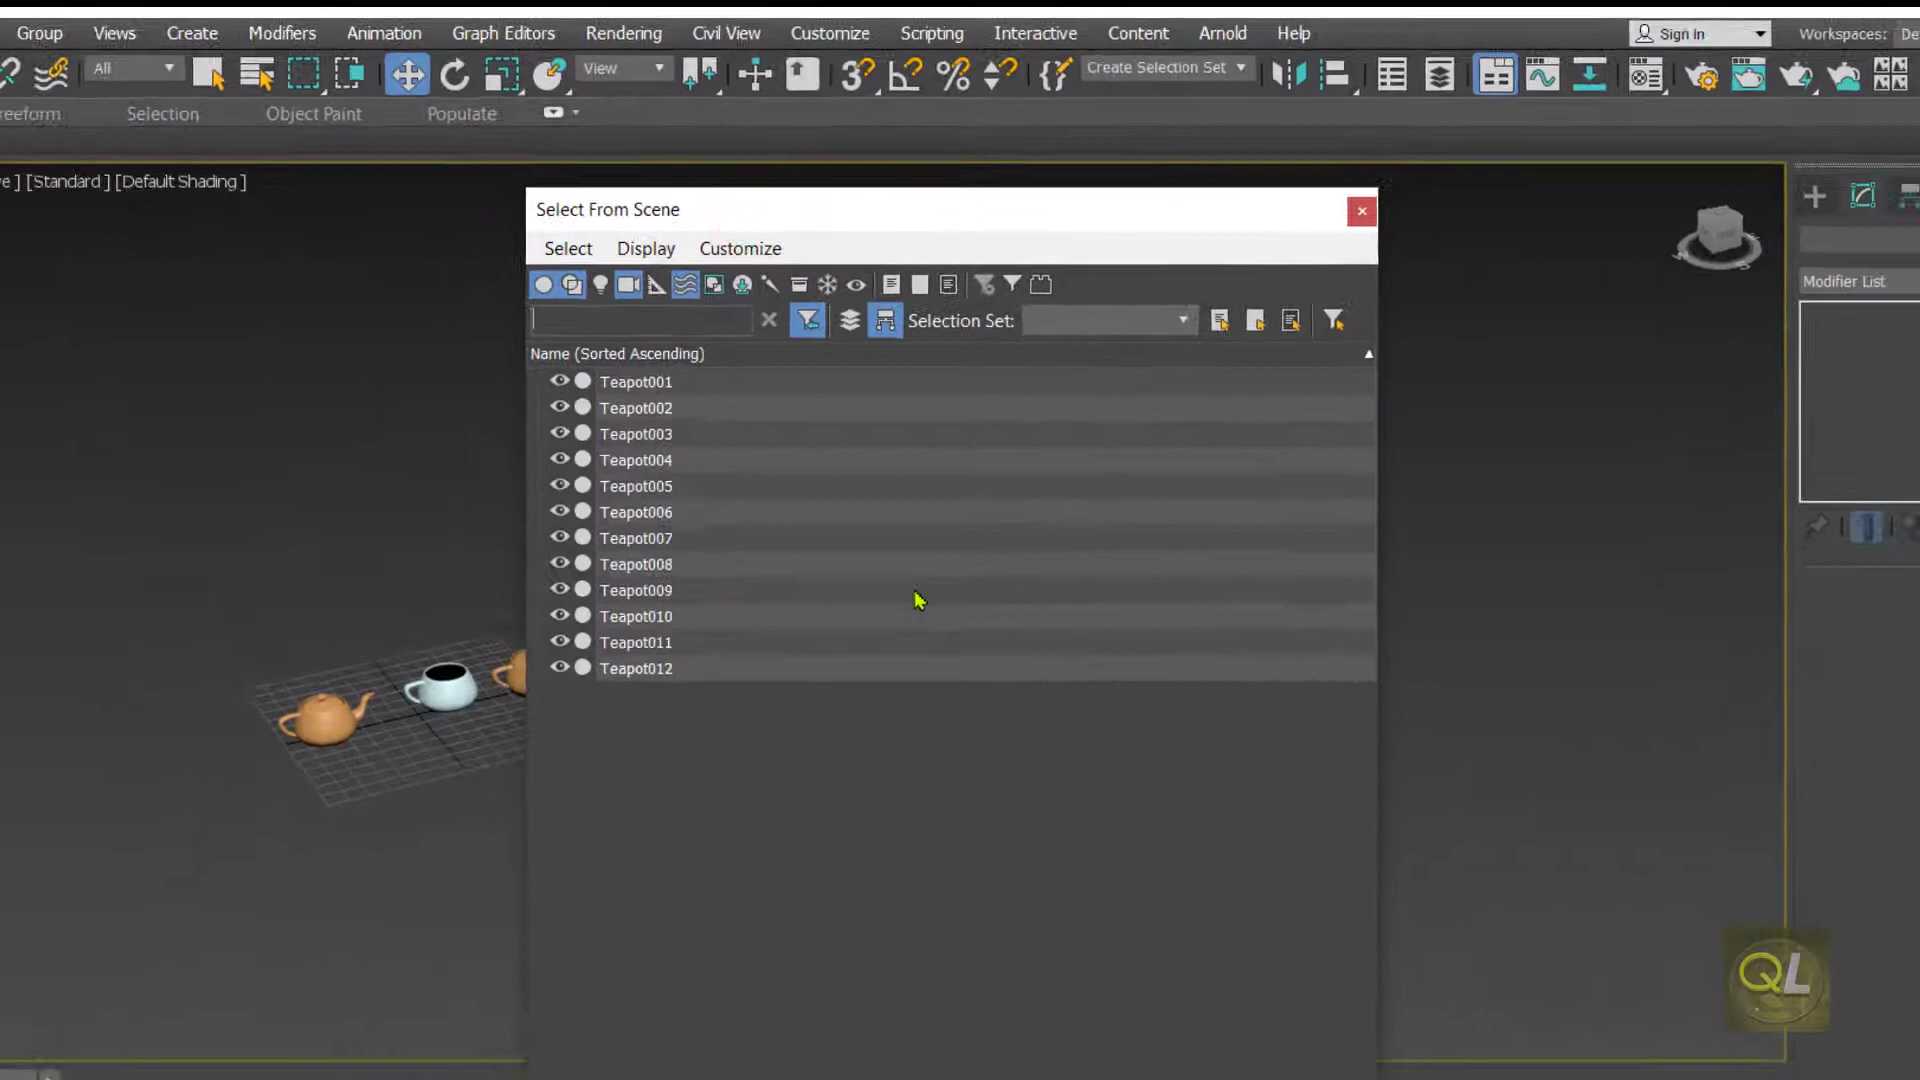 Group Views Create Modifiers Animation Graph Editors Rendering Civil View Customize Scripting Interactive Content Arnold Help Sign In Workspaces: De
All View 3 % Create Selection Set
reeform Selection Object Paint Populate
e ] [Standard ] [Default Shading ]
Select From Scene
Select Display Customize
Modifier List
Selection Set:
Name (Sorted Ascending)
Teapot001
Teapot002
Teapot003
Teapot004
Teapot005
Teapot006
Teapot007
Teapot008
Teapot009
Teapot010
Teapot011
Teapot012
QL